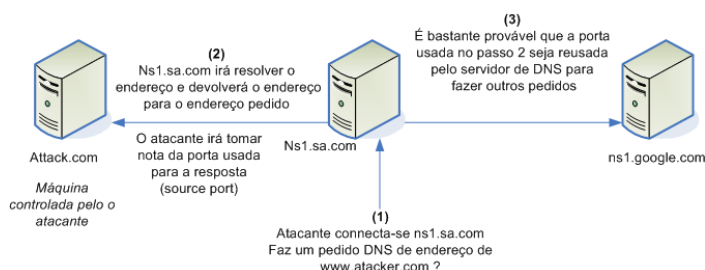 (2)
Ns1.sa.com irá resolver o
endereço e devolverá o endereço
para o endereço pedido
(3)
É bastante provável que a porta
usada no passo 2 seja reusada
pelo servidor de DNS para
fazer outros pedidos
Attack.com
Máquina
controlada pelo o
atacante
O atacante irá tomar
nota da porta usada
para a resposta
(source port)
Ns1.sa.com
ns1.google.com
(1)
Atacante connecta-se ns1.sa.com
Faz um pedido DNS de endereço de
www.atacker.com ?